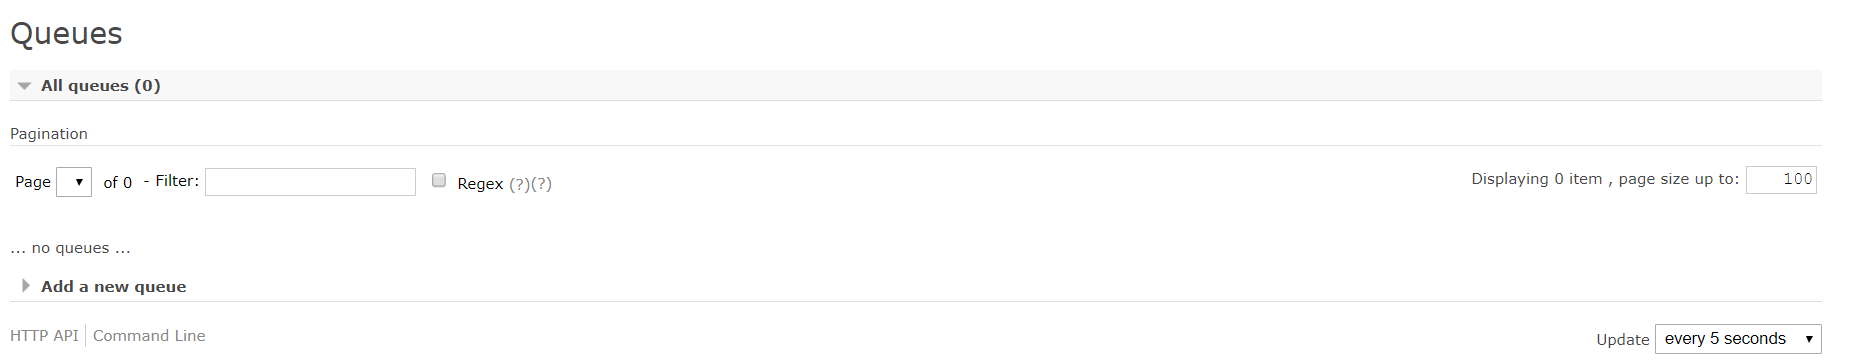 Queues
All queues (0)
Pagination
Page of 0 - Filter: Regex (?)(?) Displaying 0 item , page size up to: 100
... no queues ...
Add a new queue
HTTP API Command Line Update every 5 seconds